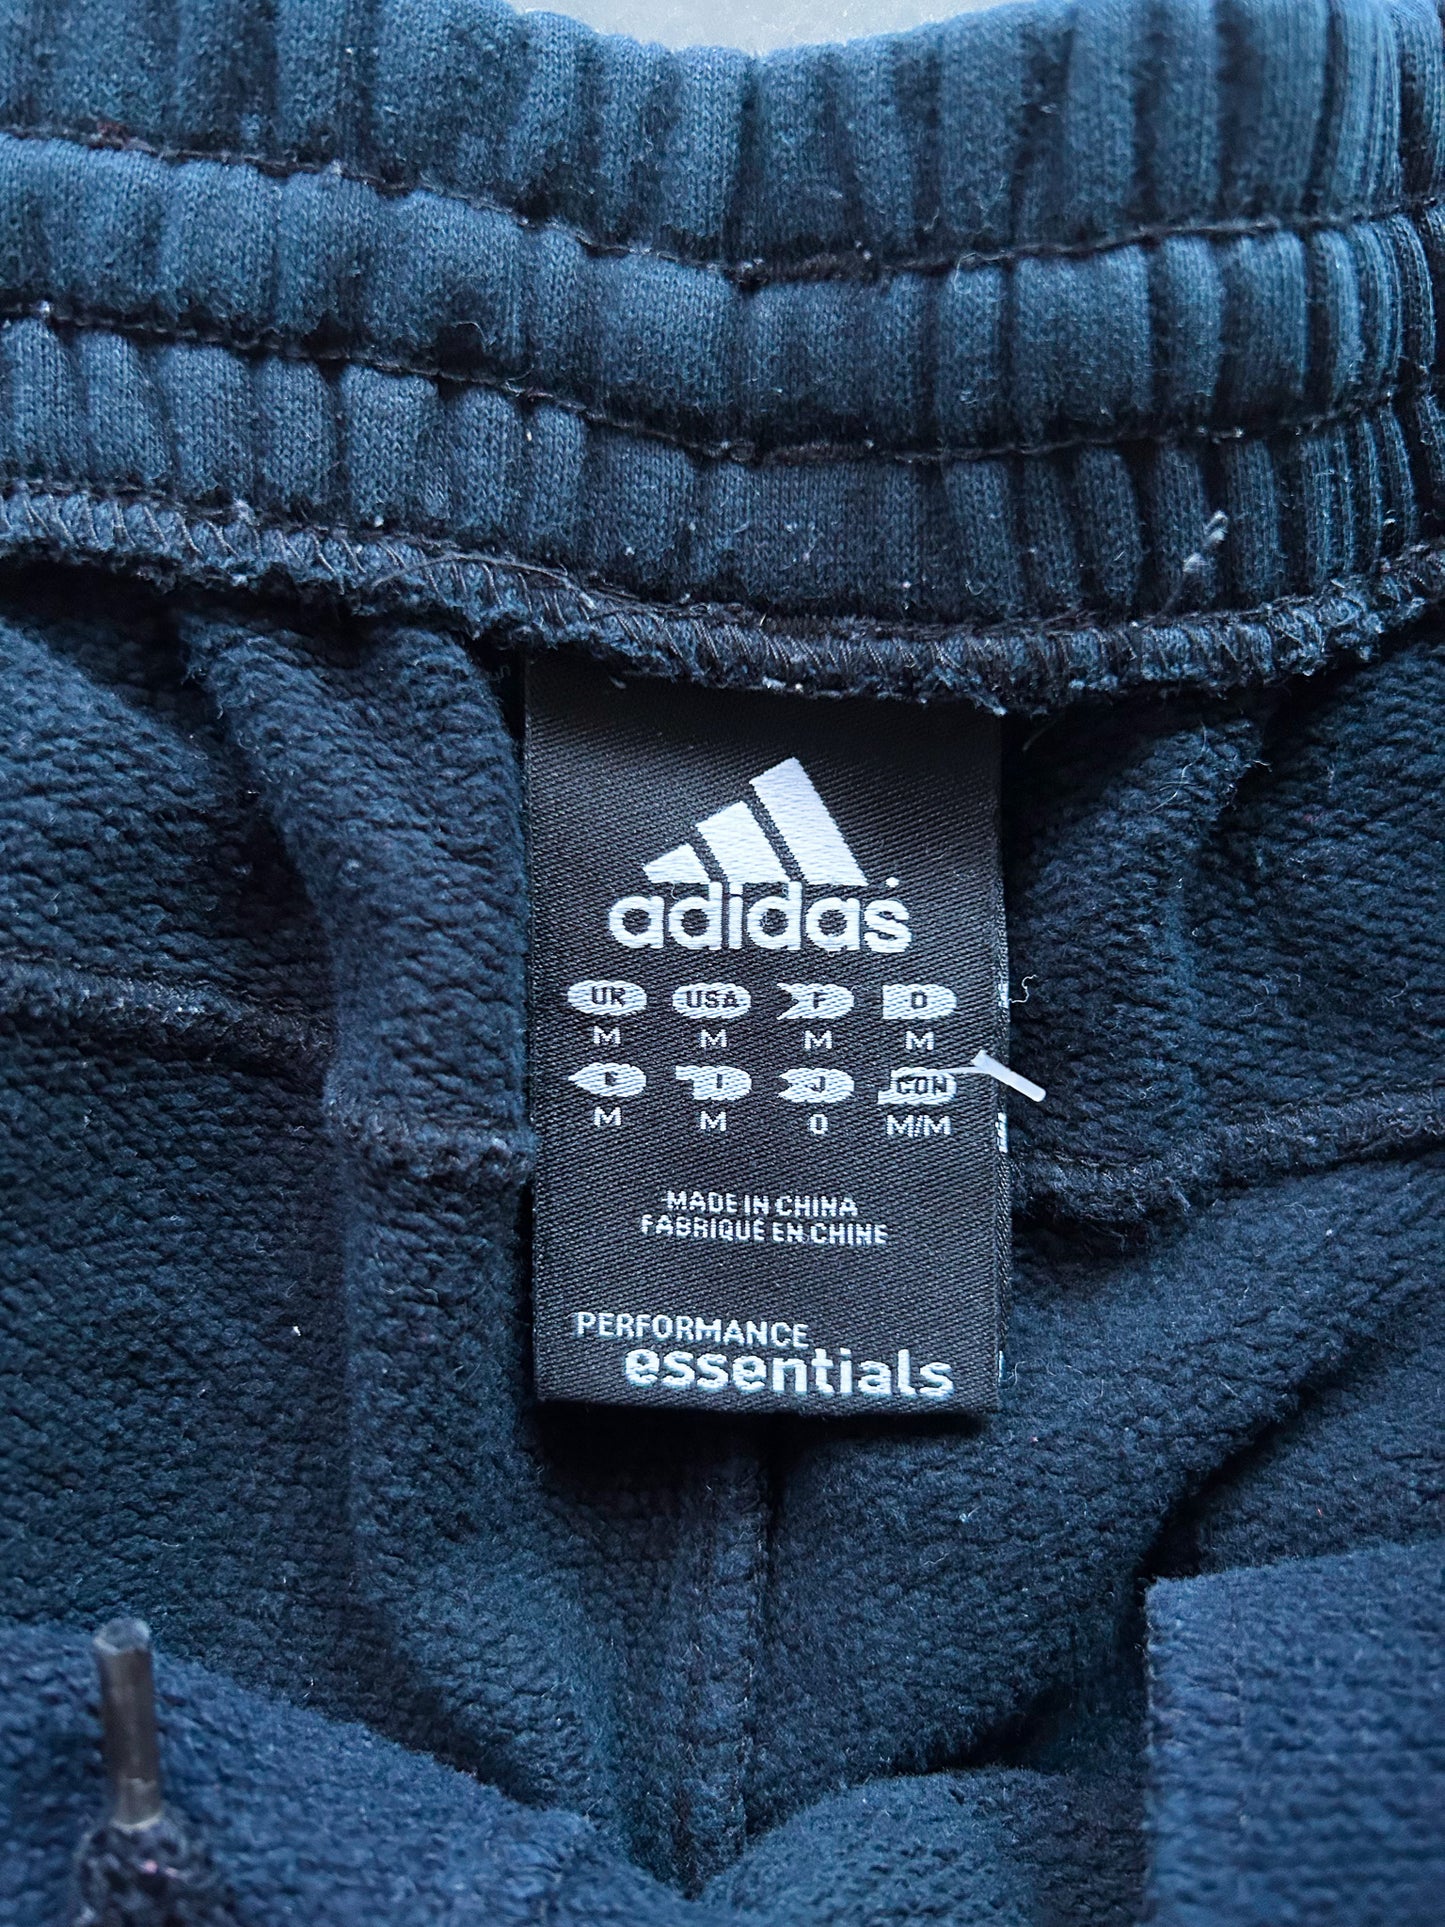 adidas
UK USA F D
M M M M
C I J CON
M M O M/M
MADE IN CHINA
FABRIQUÉ EN CHINE
PERFORMANCE
essentials